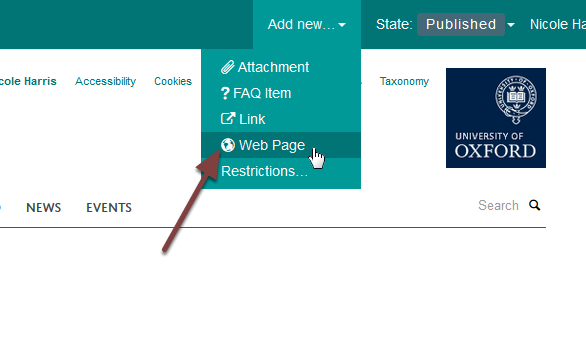 Add new... State: Published Nicole Ha
Attachment
cole Harris Accessibility Cookies Taxonomy
FAQ Item
Link
Web Page
Restrictions...
UNIVERSITY OF
OXFORD
NEWS EVENTS Search